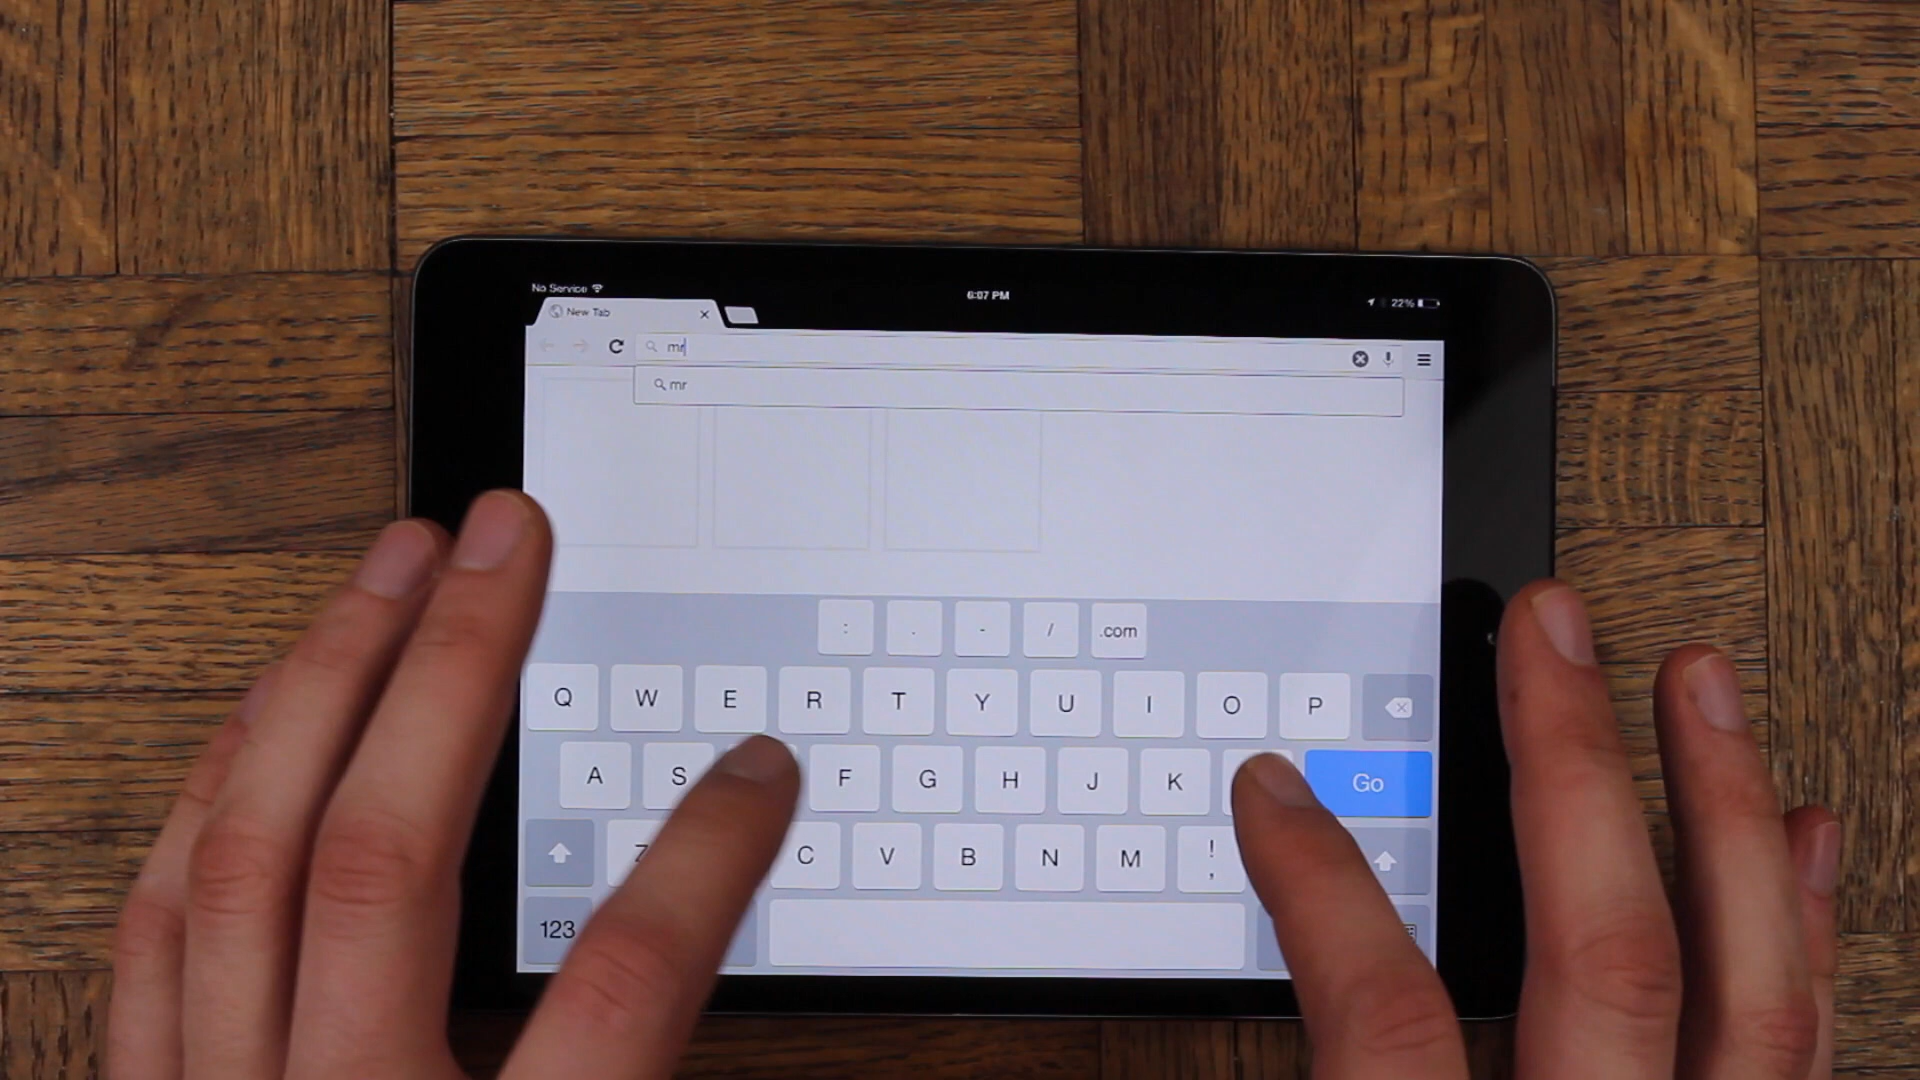 No Service 6:07 PM 22%
New Tab
mr
mr
: . - / .com
Q W E R T Y U I O P
A S F G H J K Go
Z C V B N M ! ,
123